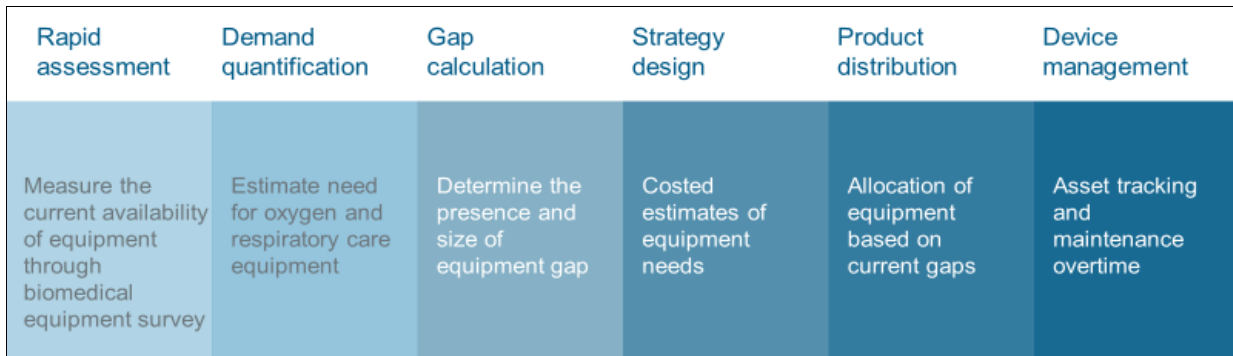 Rapid
assessment
Demand
quantification
Gap
calculation
Strategy
design
Product
distribution
Device
management
Measure the
current availability
of equipment
through
biomedical
equipment survey
Estimate need
for oxygen and
respiratory care
equipment
Determine the
presence and
size of
equipment gap
Costed
estimates of
equipment
needs
Allocation of
equipment
based on
current gaps
Asset tracking
and
maintenance
overtime